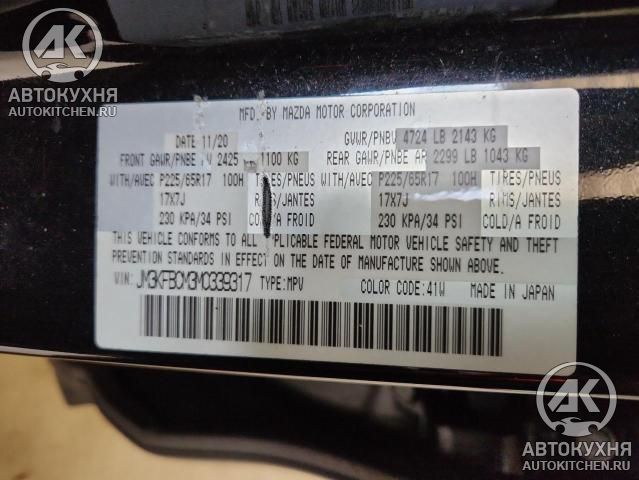 AK
АВТОКУХНЯ
AUTOKITCHEN.RU
MFD. BY MAZDA MOTOR CORPORATION
DATE 11/20 GVWR/PNBV 4724 LB 2143 KG
FRONT GAWR/PNBE 2425 1100 KG REAR GAWR/PNBE AR 2299 LB 1043 KG
WITH/AVEC P225/65R17 100H TIRES/PNEUS WITH/AVEC P225/65R17 100H TIRES/PNEUS
17X7J RIMS/JANTES 17X7J RIMS/JANTES
230 KPA/34 PSI COLD/A FROID 230 KPA/34 PSI COLD/A FROID
THIS VEHICLE CONFORMS TO ALL APPLICABLE FEDERAL MOTOR VEHICLE SAFETY AND THEFT
PREVENTION STANDARDS IN EFFECT ON THE DATE OF MANUFACTURE SHOWN ABOVE.
VIN: JM3KFBCM3M0339317 TYPE:MPV COLOR CODE:41W MADE IN JAPAN
AK
АВТОКУХНЯ
AUTOKITCHEN.RU